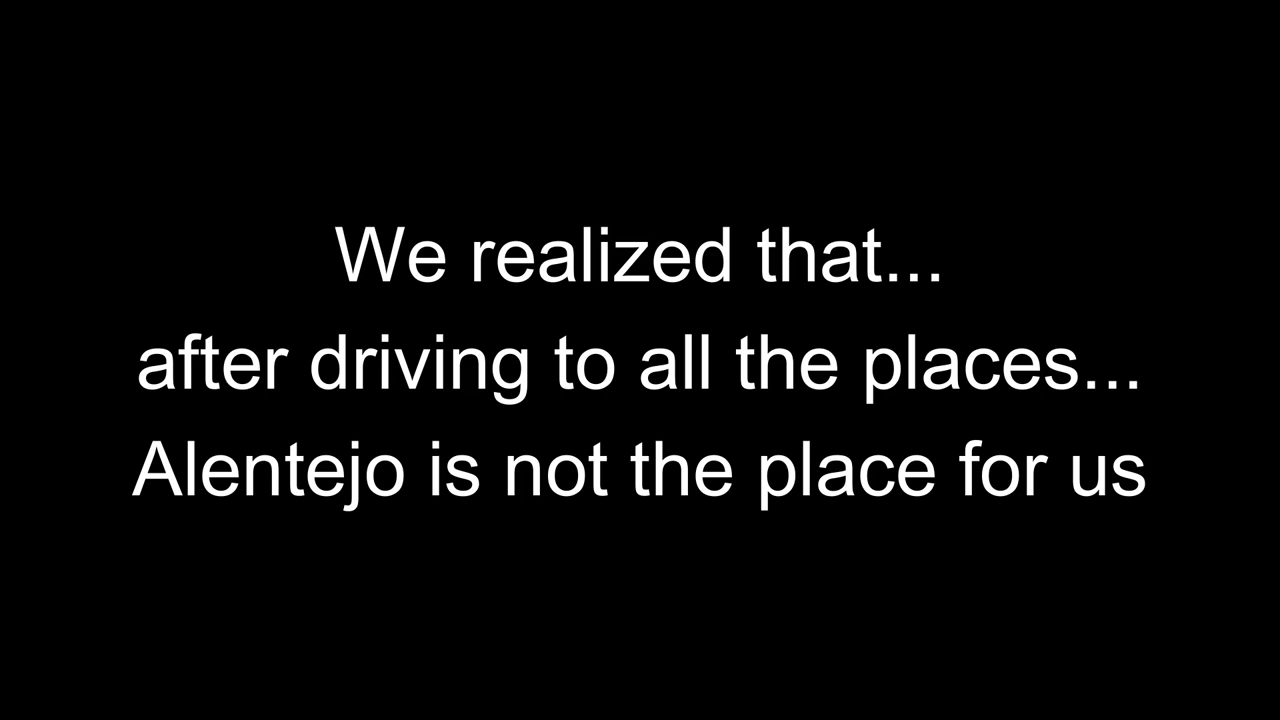 We realized that...
after driving to all the places...
Alentejo is not the place for us